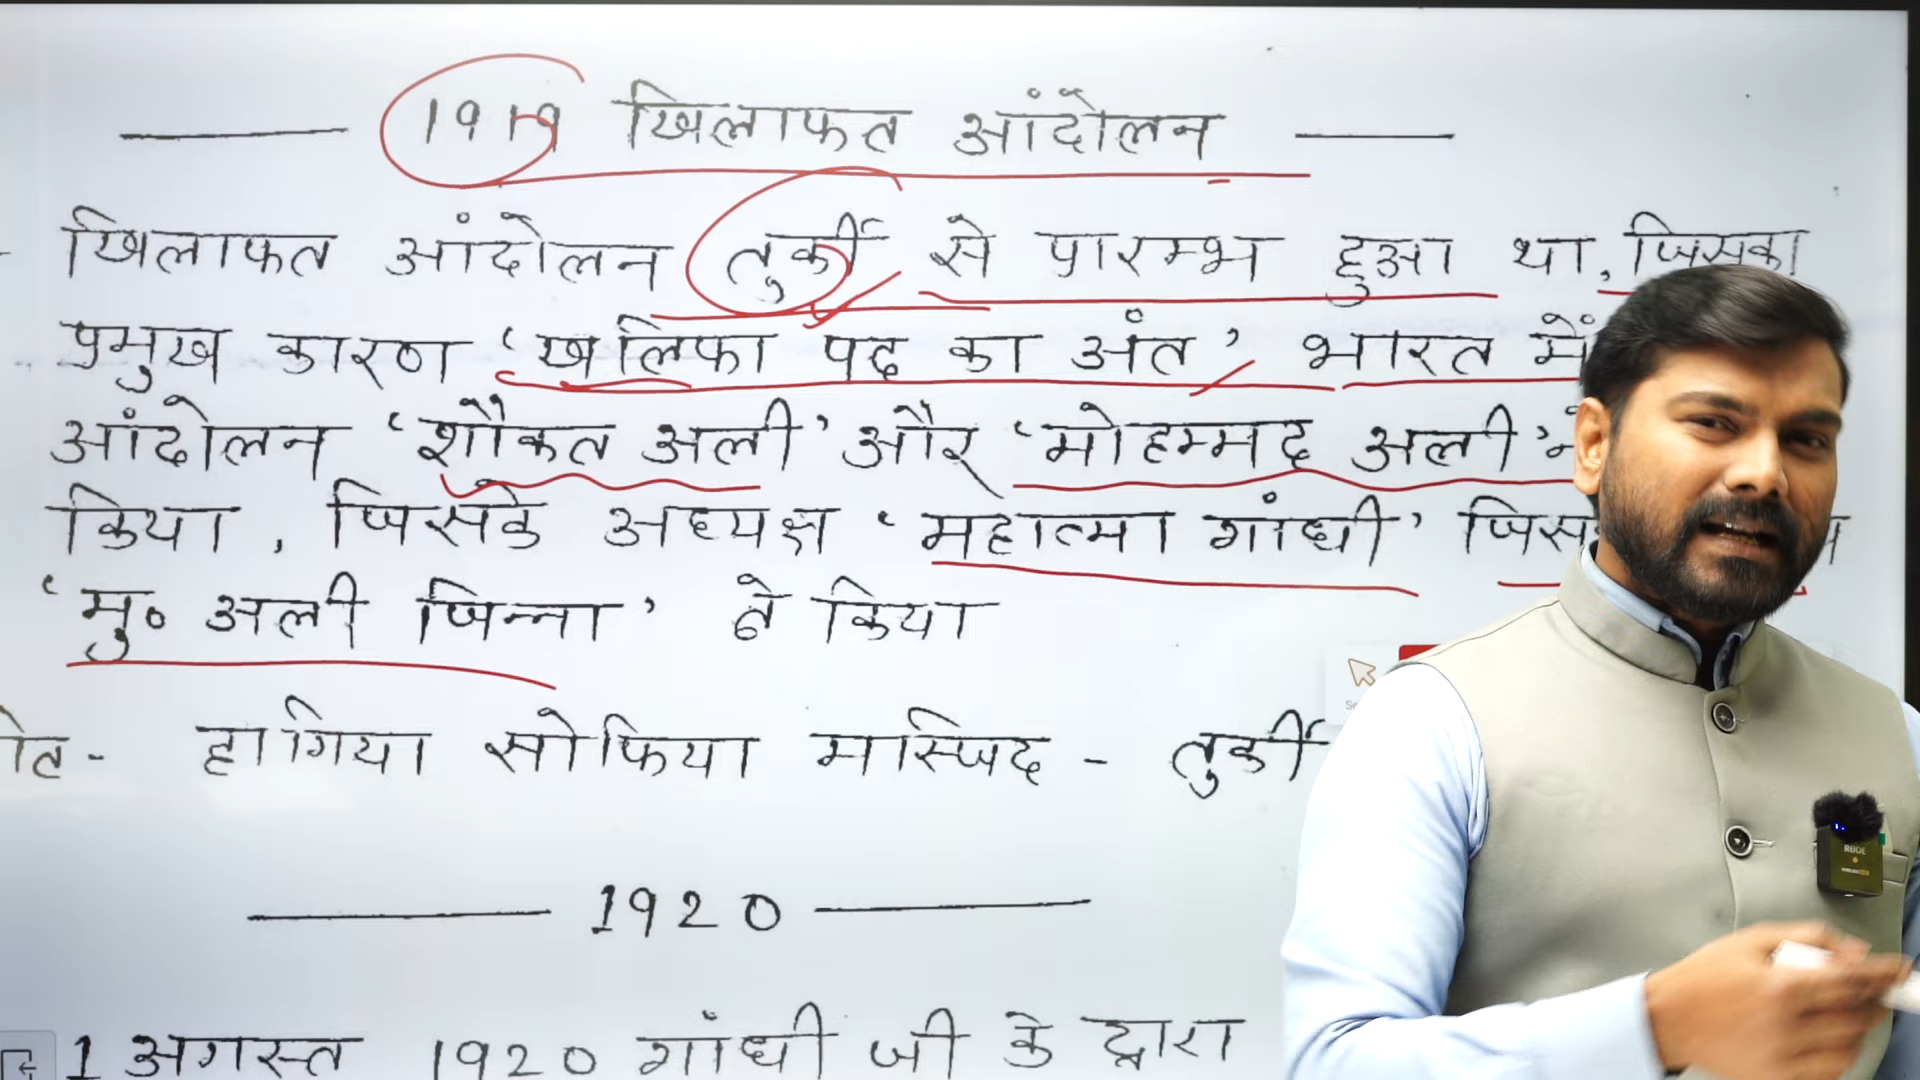 1919 खिलाफत आंदोलन
खिलाफत आंदोलन तुर्की से प्रारम्भ हुआ था, जिसका
प्रमुख कारण ‘खलिफा पद का अंत’ भारत में
आंदोलन ‘शौकत अली’ और ‘मोहम्मद अली’
किया, जिसके अध्यक्ष ‘महात्मा गांधी’
‘मु० अली जिन्ना’ ने किया
हागिया सोफिया मस्जिद - तुर्की
1920
1 अगस्त 1920 गांधी जी के द्वारा
RØDE